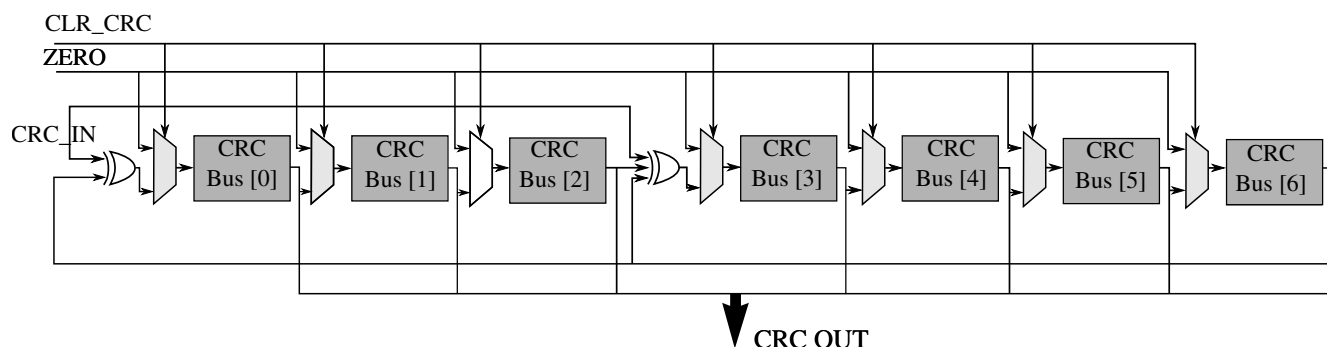 CLR_CRC
ZERO
CRC_IN
CRC
Bus [0]
CRC
Bus [1]
CRC
Bus [2]
CRC
Bus [3]
CRC
Bus [4]
CRC
Bus [5]
CRC
Bus [6]
CRC OUT